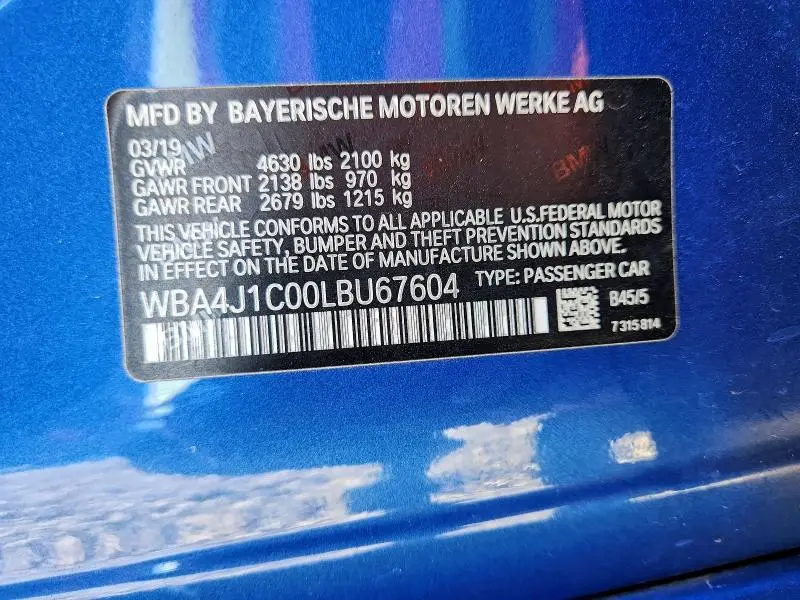 MFD BY BAYERISCHE MOTOREN WERKE AG
03/19
GVWR 4630 lbs 2100 kg
GAWR FRONT 2138 lbs 970 kg
GAWR REAR 2679 lbs 1215 kg
THIS VEHICLE CONFORMS TO ALL APPLICABLE U.S.FEDERAL MOTOR
VEHICLE SAFETY, BUMPER AND THEFT PREVENTION STANDARDS
IN EFFECT ON THE DATE OF MANUFACTURE SHOWN ABOVE.
WBA4J1C00LBU67604 TYPE: PASSENGER CAR
B45/5
7315814